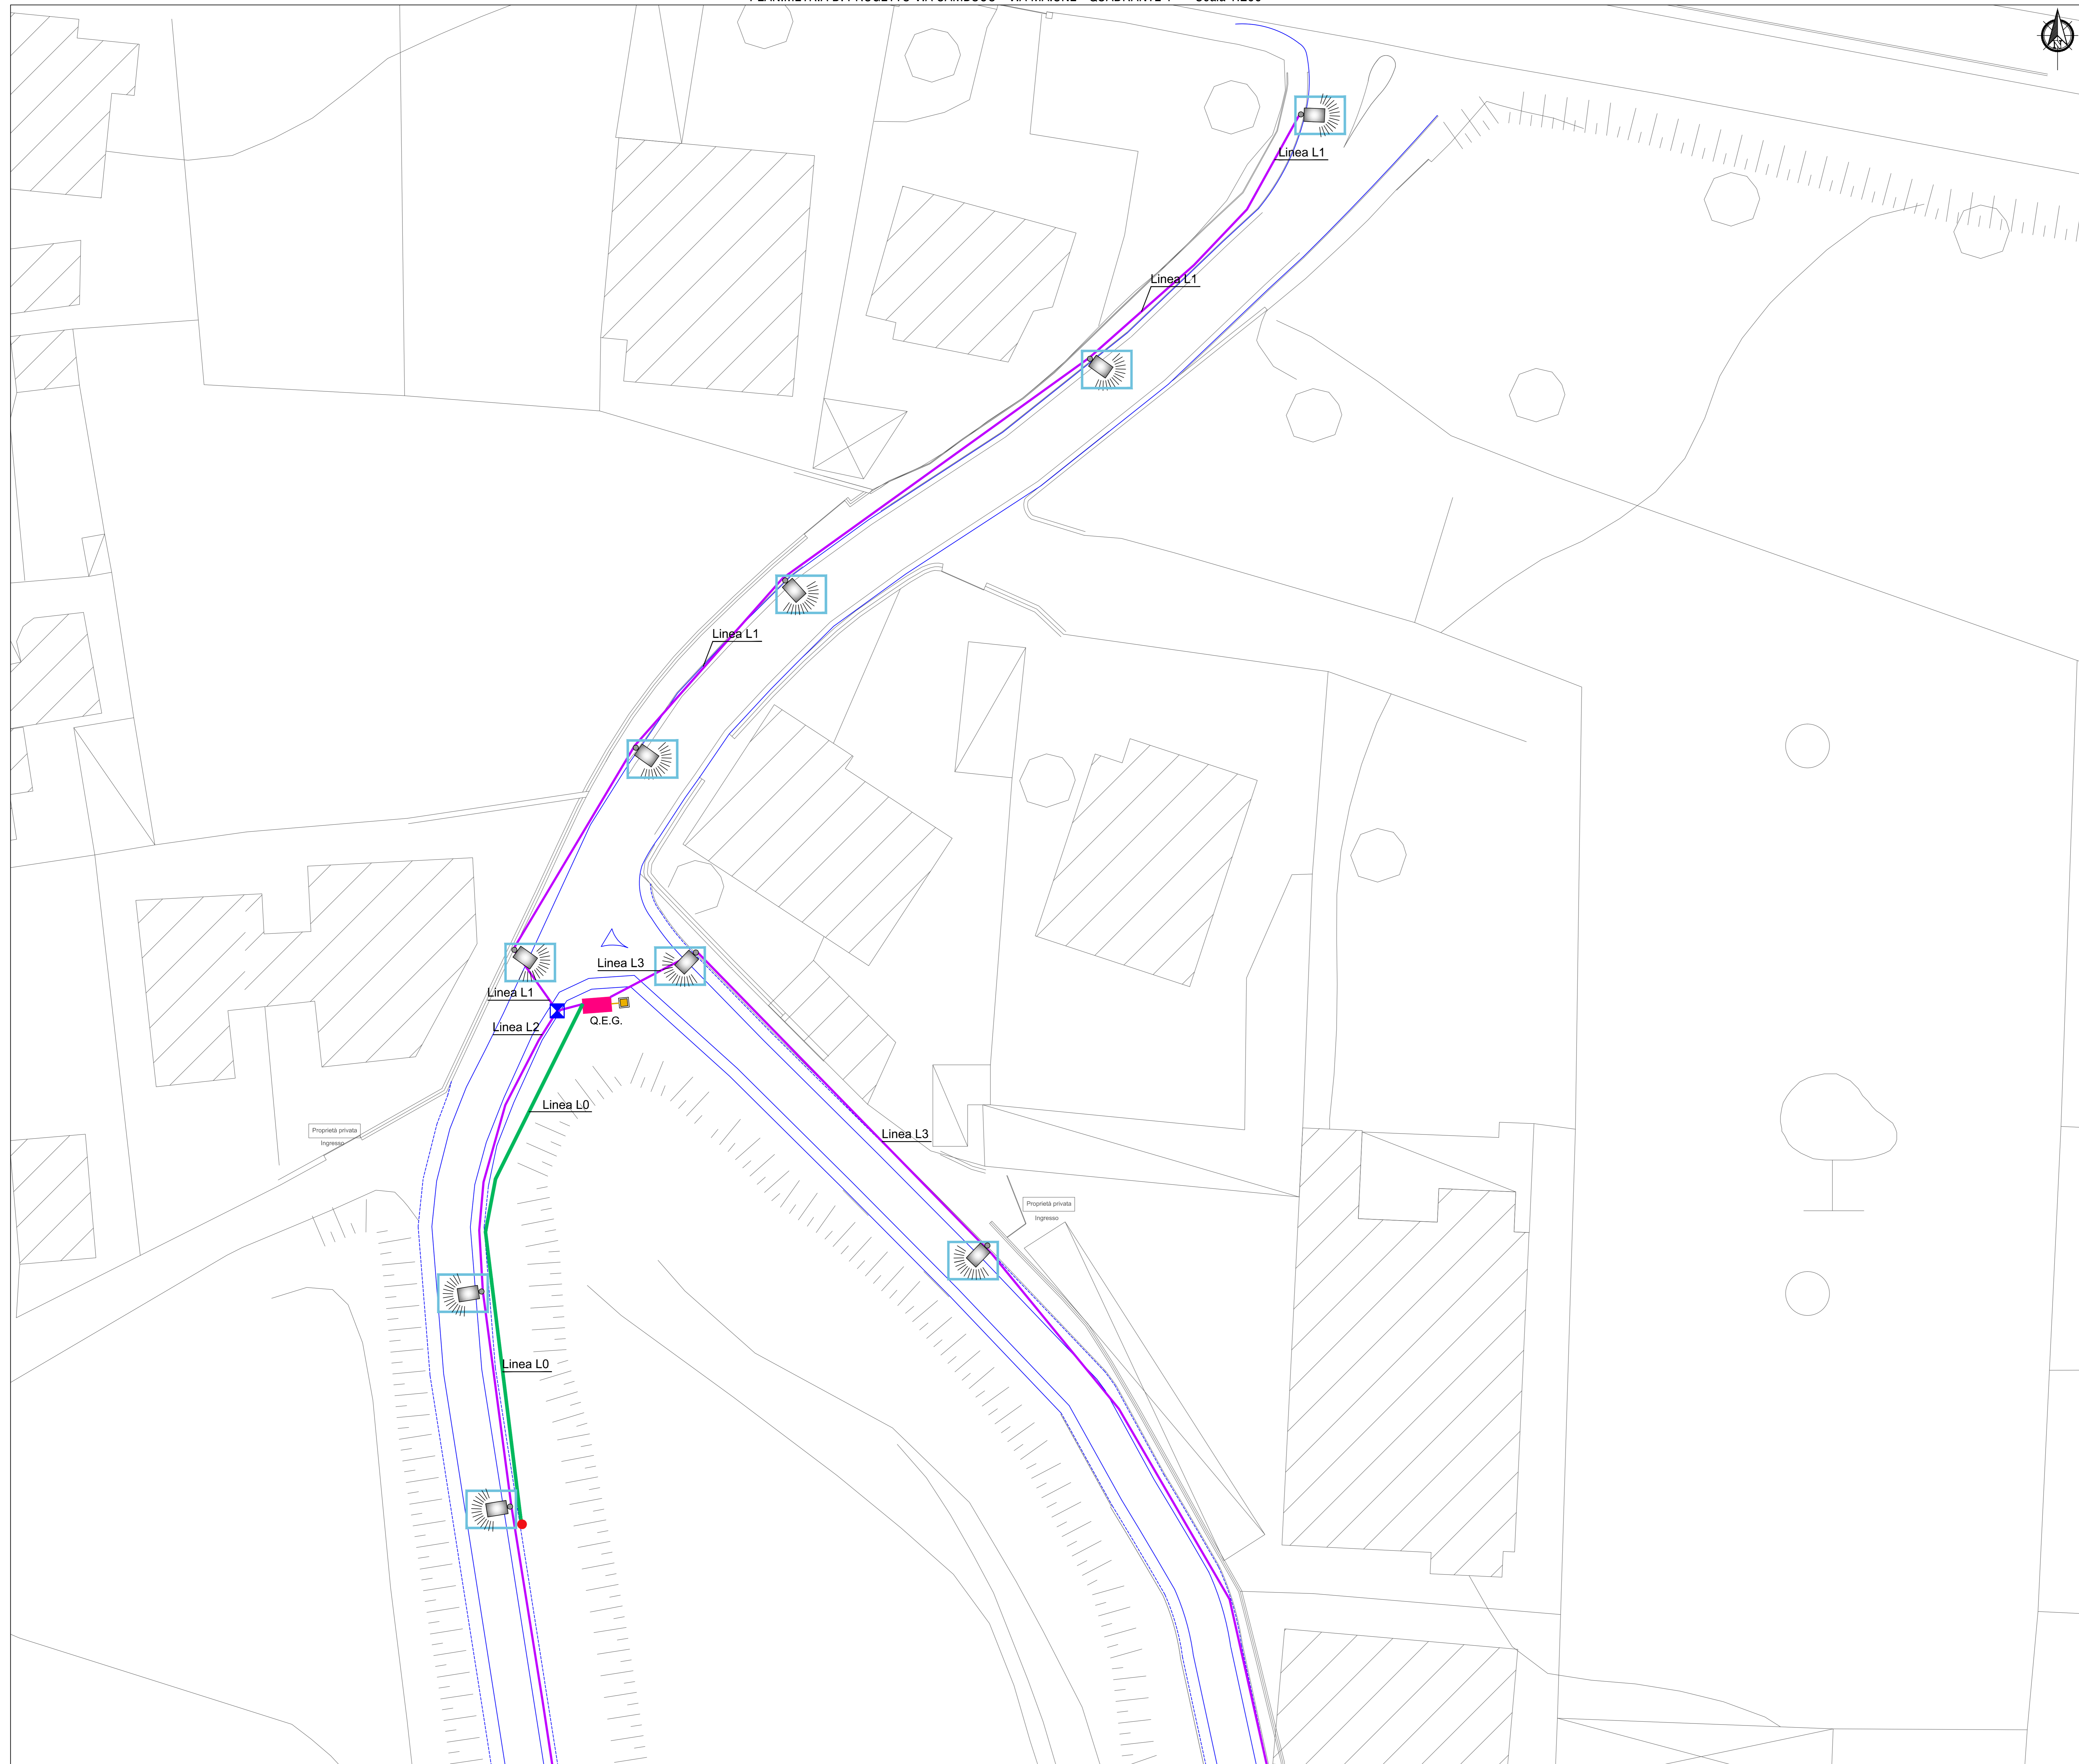 Linea L1
Linea L1
Linea L1
Linea L3
Linea L1
Q.E.G.
Linea L2
Linea L0
Proprietà privata
Ingresso
Linea L3
Proprietà privata
Ingresso
Linea L0